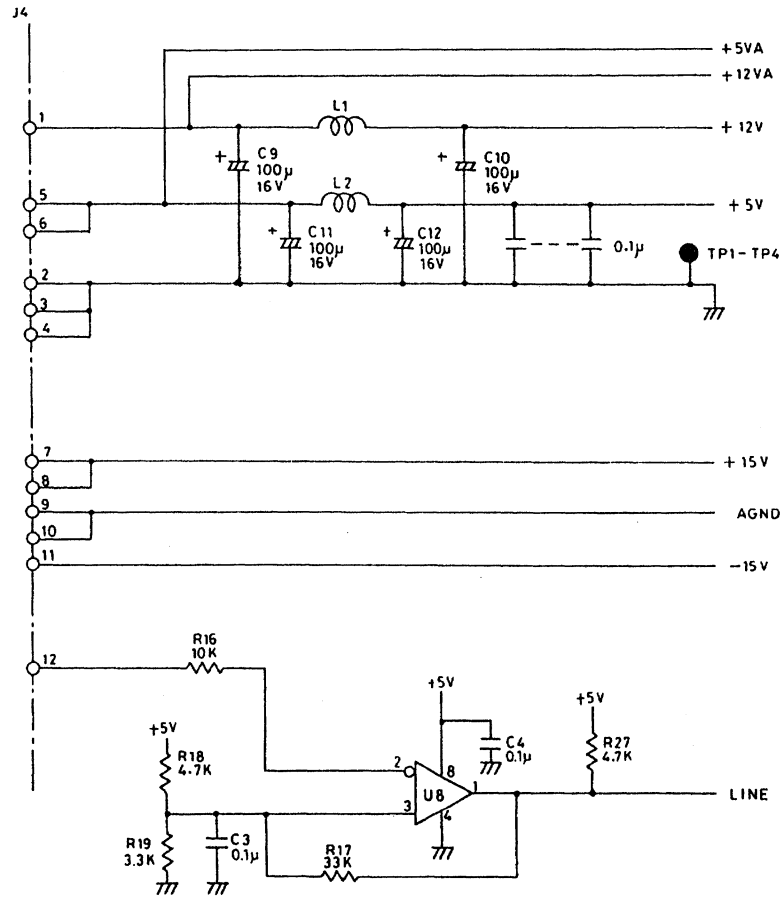 J4
+5VA
+12VA
L1
1
+12V
+
C9
100µ
16V
+
C10
100µ
16V
L2
5
+5V
6
+
C11
100µ
16V
+
C12
100µ
16V
0.1µ
TP1-TP4
2
3
4
7
+15V
8
9
AGND
10
11
-15V
R16
10K
12
+5V
+5V
+5V
R18
4.7K
C4
0.1µ
R27
4.7K
2
8
U8
1
LINE
3
4
R19
3.3K
C3
0.1µ
R17
33K